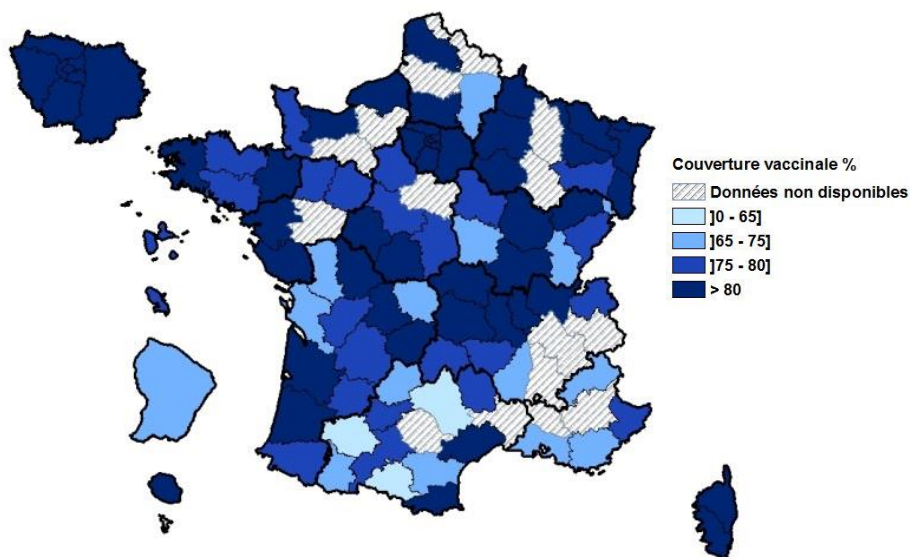 Couverture vaccinale %
Données non disponibles
]0 - 65]
]65 - 75]
]75 - 80]
> 80